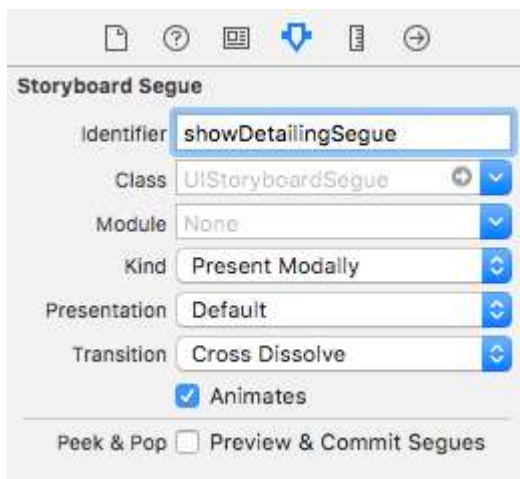 Storyboard Segue
Identifier showDetailingSegue
Class UIStoryboardSegue
Module None
Kind Present Modally
Presentation Default
Transition Cross Dissolve
Animates
Peek & Pop Preview & Commit Segues